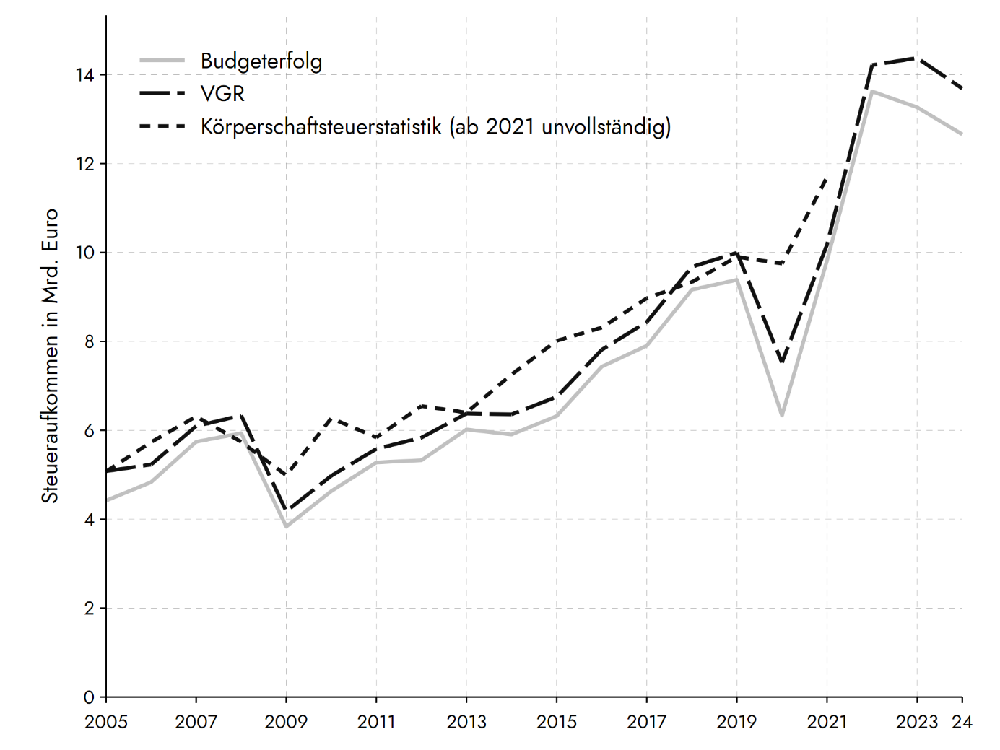 Budgeterfolg
VGR
Körperschaftsteuerstatistik (ab 2021 unvollständig)
Steueraufkommen in Mrd. Euro
14
12
10
8
6
4
2
0
2005 2007 2009 2011 2013 2015 2017 2019 2021 2023 24